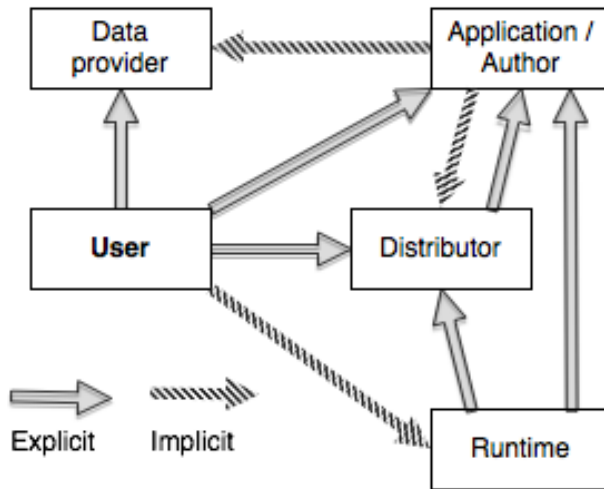 Data
provider
Application /
Author
User
Distributor
Explicit
Implicit
Runtime